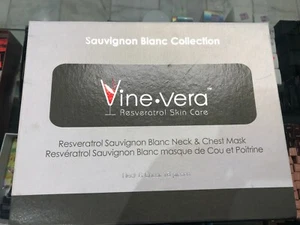 Sauvignon Blanc Collection
Vine•vera™
Resveratrol Skin Care
Resveratrol Sauvignon Blanc Neck & Chest Mask
Resvératrol Sauvignon Blanc masque de Cou et Poitrine